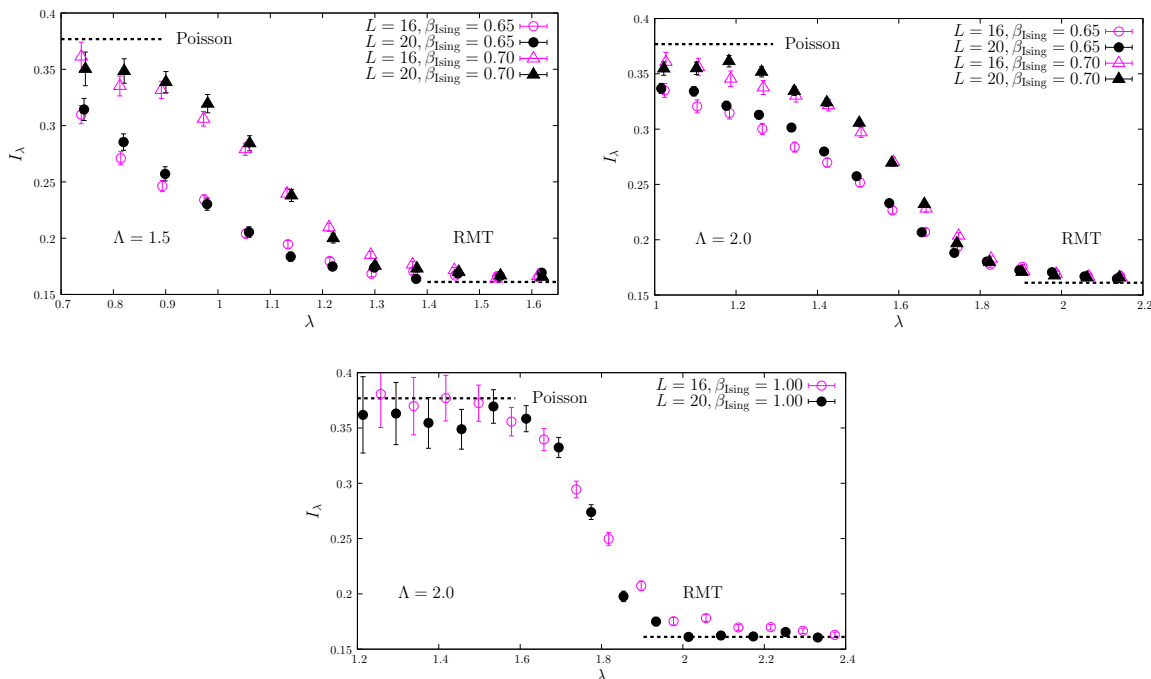 0.4
0.35
0.3
0.25
0.2
0.15
0.7 0.8 0.9 1 1.1 1.2 1.3 1.4 1.5 1.6
I_λ
λ
Poisson
RMT
Λ = 1.5
L = 16, β_Ising = 0.65
L = 20, β_Ising = 0.65
L = 16, β_Ising = 0.70
L = 20, β_Ising = 0.70
0.4
0.35
0.3
0.25
0.2
0.15
1 1.2 1.4 1.6 1.8 2 2.2
I_λ
λ
Poisson
RMT
Λ = 2.0
L = 16, β_Ising = 0.65
L = 20, β_Ising = 0.65
L = 16, β_Ising = 0.70
L = 20, β_Ising = 0.70
0.4
0.35
0.3
0.25
0.2
0.15
1.2 1.4 1.6 1.8 2 2.2 2.4
I_λ
λ
Poisson
RMT
Λ = 2.0
L = 16, β_Ising = 1.00
L = 20, β_Ising = 1.00